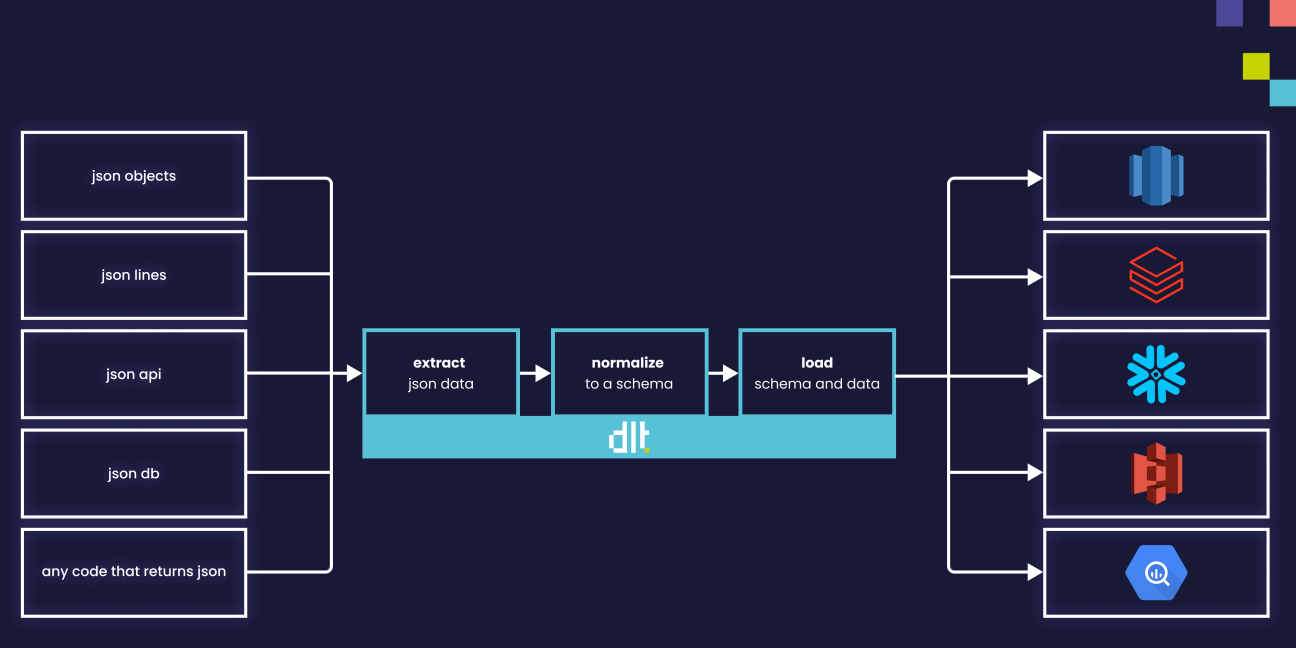 json objects
json lines
json api
json db
any code that returns json
extract
json data
normalize
to a schema
load
schema and data
dlt